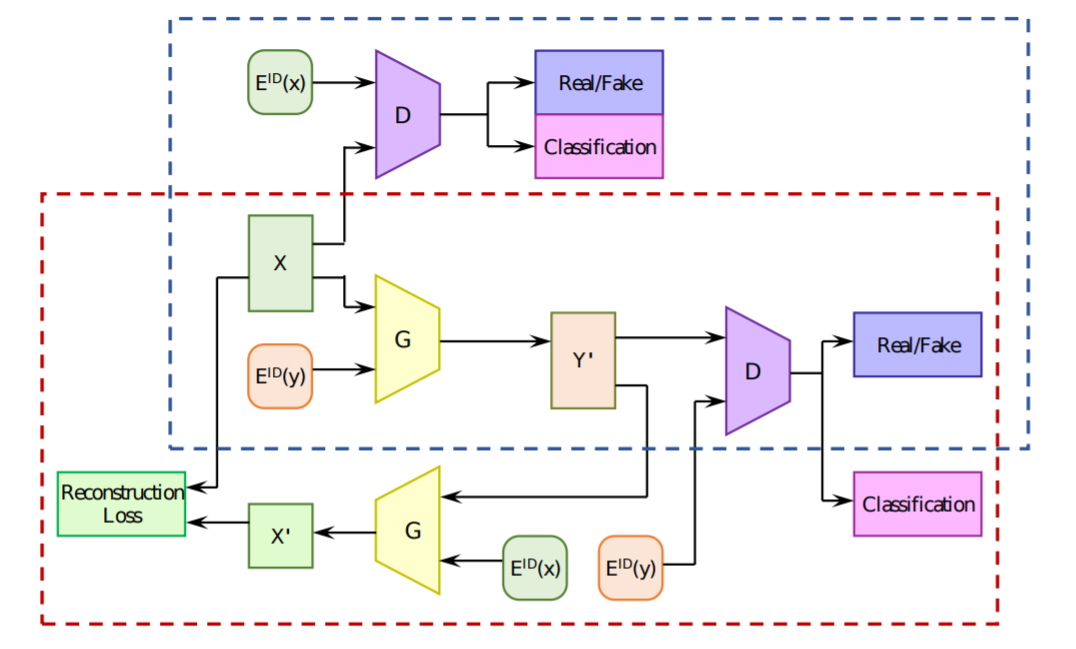 E^ID(x)
D
Real/Fake
Classification
X
G
E^ID(y)
Y'
D
Real/Fake
Reconstruction
Loss
X'
G
E^ID(x)
E^ID(y)
Classification